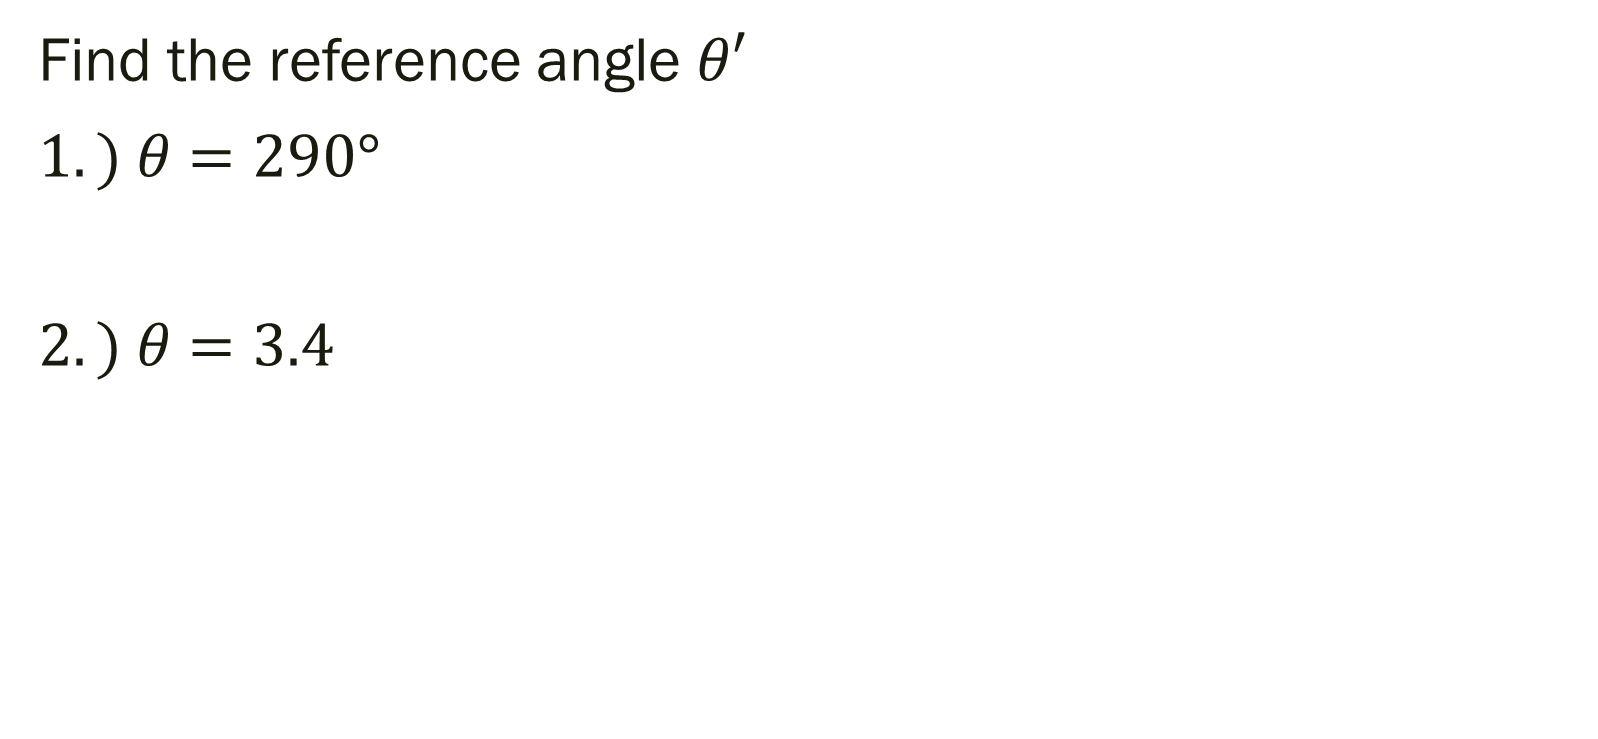 Find the reference angle θ′
1.) θ = 290°
2.) θ = 3.4